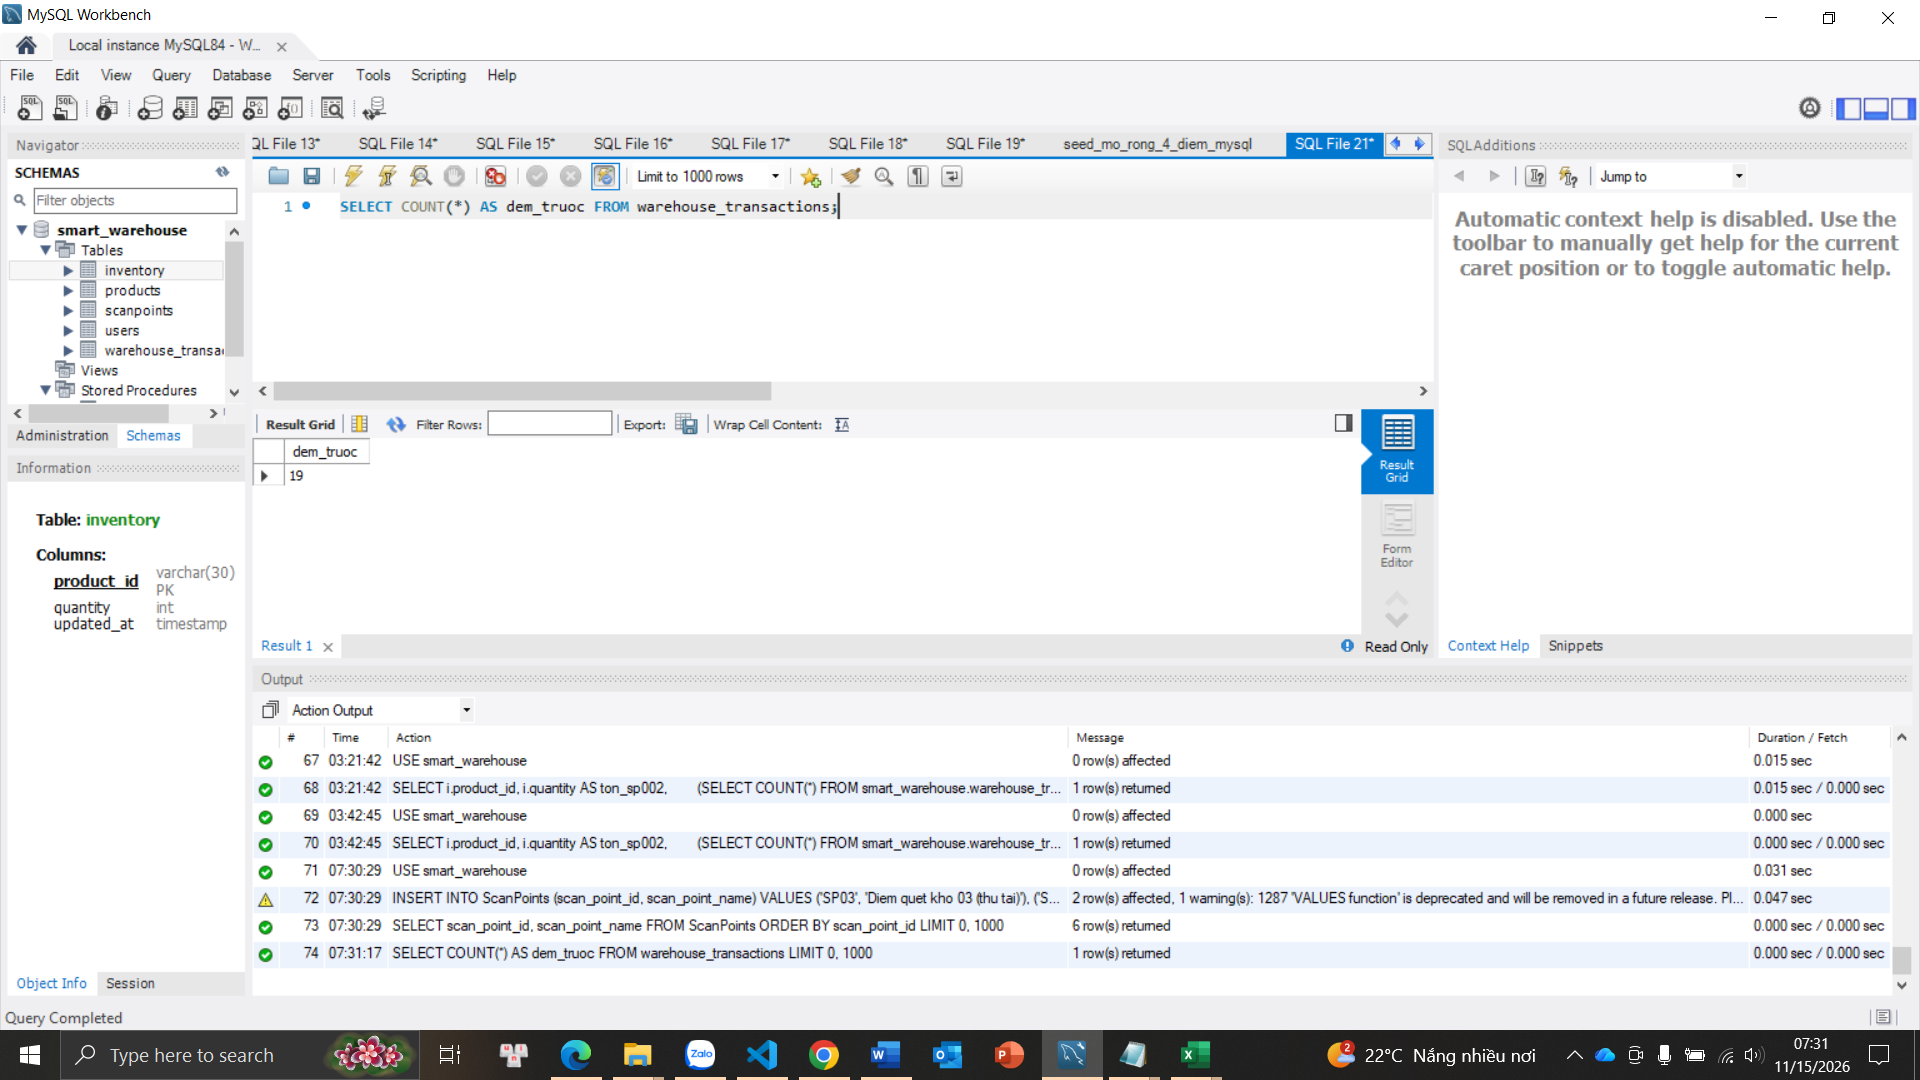 MySQL Workbench
Local instance MySQL84 - W...
File Edit View Query Database Server Tools Scripting Help
Navigator
SCHEMAS
Filter objects
smart_warehouse
Tables
inventory
products
scanpoints
users
warehouse_transa
Views
Stored Procedures
Administration Schemas
Information
Table: inventory
Columns:
product_id varchar(30) PK
quantity int
updated_at timestamp
Object Info Session
QL File 13* SQL File 14* SQL File 15* SQL File 16* SQL File 17* SQL File 18* SQL File 19* seed_mo_rong_4_diem_mysql SQL File 21*
Limit to 1000 rows
1 SELECT COUNT(*) AS dem_truoc FROM warehouse_transactions;
Result Grid Filter Rows: Export: Wrap Cell Content:
dem_truoc
19
Result Grid
Form Editor
Result 1 Read Only
SQLAdditions
Jump to
Automatic context help is disabled. Use the
toolbar to manually get help for the current
caret position or to toggle automatic help.
Context Help Snippets
Output
Action Output
# Time Action Message Duration / Fetch
67 03:21:42 USE smart_warehouse 0 row(s) affected 0.015 sec
68 03:21:42 SELECT i.product_id, i.quantity AS ton_sp002, (SELECT COUNT(*) FROM smart_warehouse.warehouse_tr... 1 row(s) returned 0.015 sec / 0.000 sec
69 03:42:45 USE smart_warehouse 0 row(s) affected 0.000 sec
70 03:42:45 SELECT i.product_id, i.quantity AS ton_sp002, (SELECT COUNT(*) FROM smart_warehouse.warehouse_tr... 1 row(s) returned 0.000 sec / 0.000 sec
71 07:30:29 USE smart_warehouse 0 row(s) affected 0.031 sec
72 07:30:29 INSERT INTO ScanPoints (scan_point_id, scan_point_name) VALUES ('SP03', 'Diem quet kho 03 (thu tai)'), ('S... 2 row(s) affected, 1 warning(s): 1287 'VALUES function' is deprecated and will be removed in a future release. Pl... 0.047 sec
73 07:30:29 SELECT scan_point_id, scan_point_name FROM ScanPoints ORDER BY scan_point_id LIMIT 0, 1000 6 row(s) returned 0.000 sec / 0.000 sec
74 07:31:17 SELECT COUNT(*) AS dem_truoc FROM warehouse_transactions LIMIT 0, 1000 1 row(s) returned 0.000 sec / 0.000 sec
Query Completed
Type here to search
Zalo
2
22°C Nắng nhiều nơi
07:31
11/15/2026